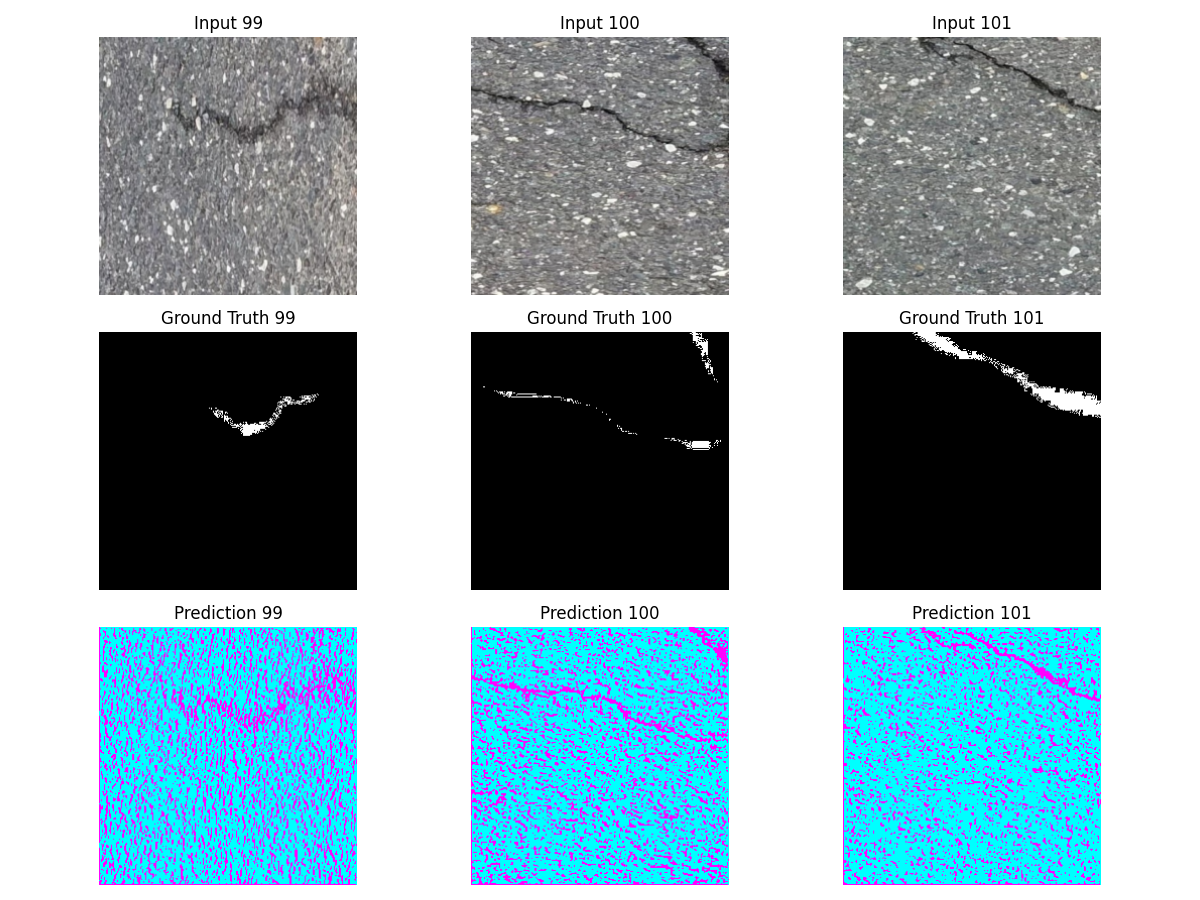 Input 99
Input 100
Input 101
Ground Truth 99
Ground Truth 100
Ground Truth 101
Prediction 99
Prediction 100
Prediction 101